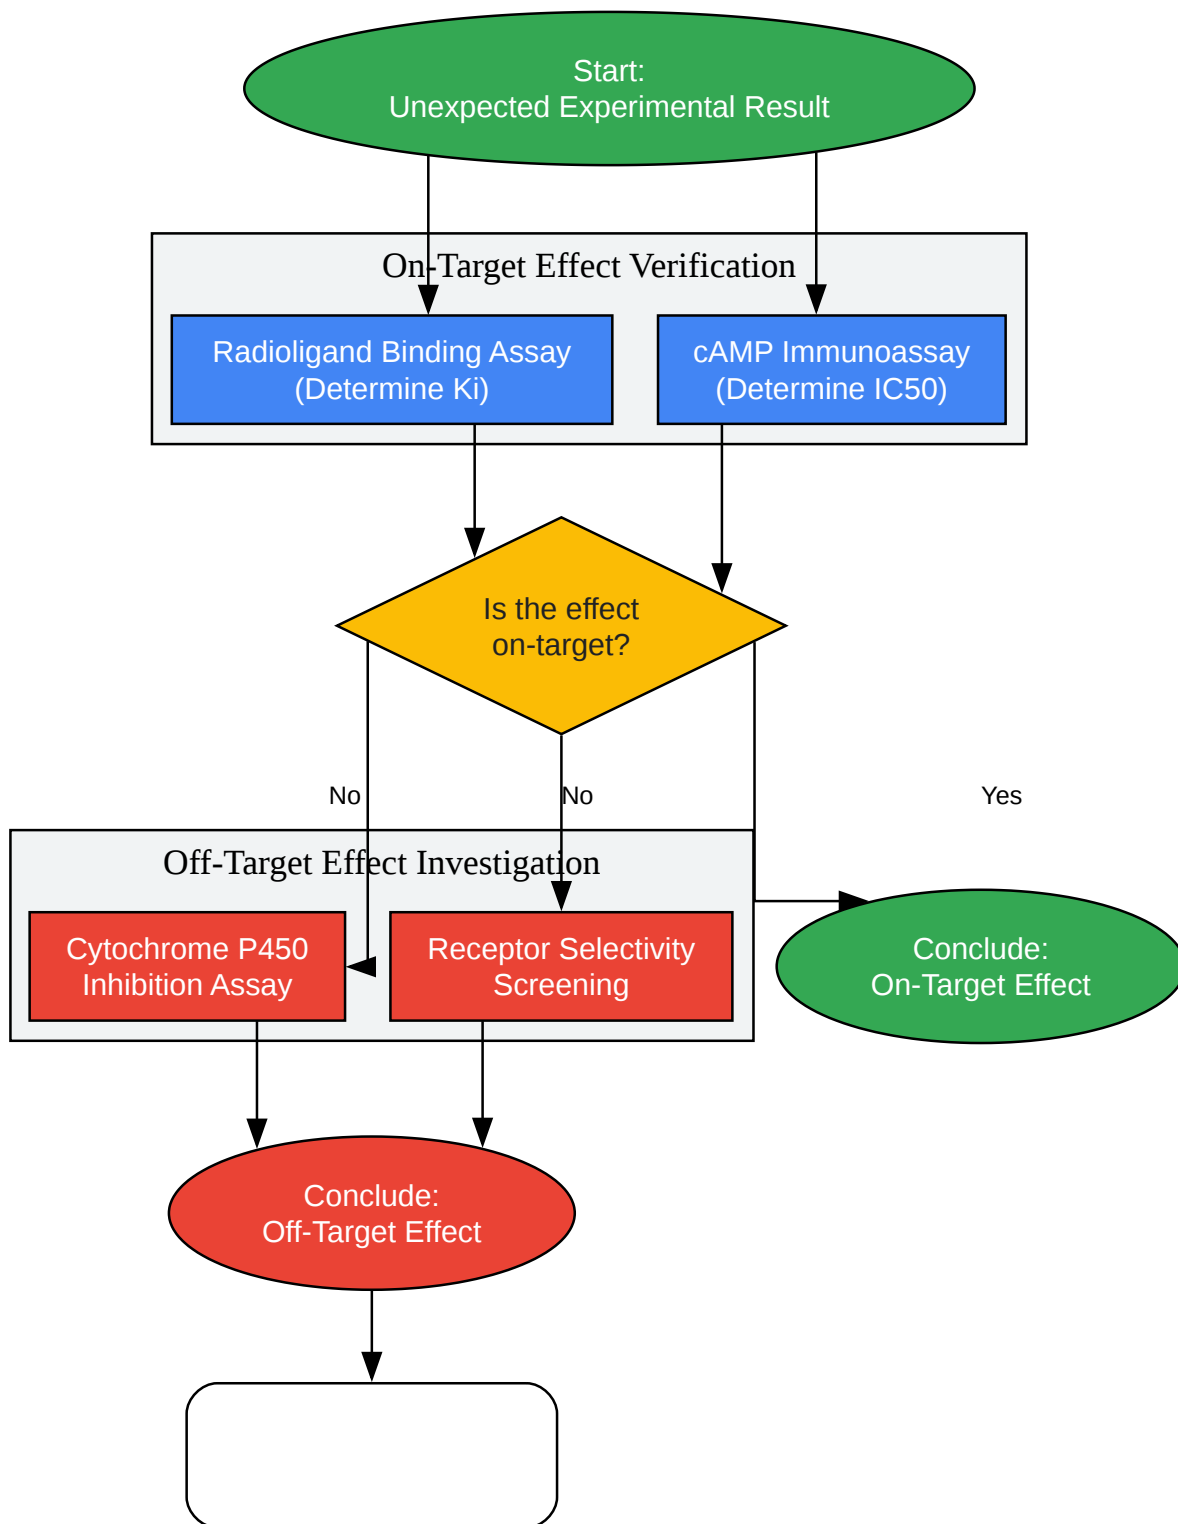 Start:
Unexpected Experimental Result
On-Target Effect Verification
Radioligand Binding Assay
(Determine Ki)
cAMP Immunoassay
(Determine IC50)
Is the effect
on-target?
No
No
Yes
Off-Target Effect Investigation
Cytochrome P450
Inhibition Assay
Receptor Selectivity
Screening
Conclude:
On-Target Effect
Conclude:
Off-Target Effect